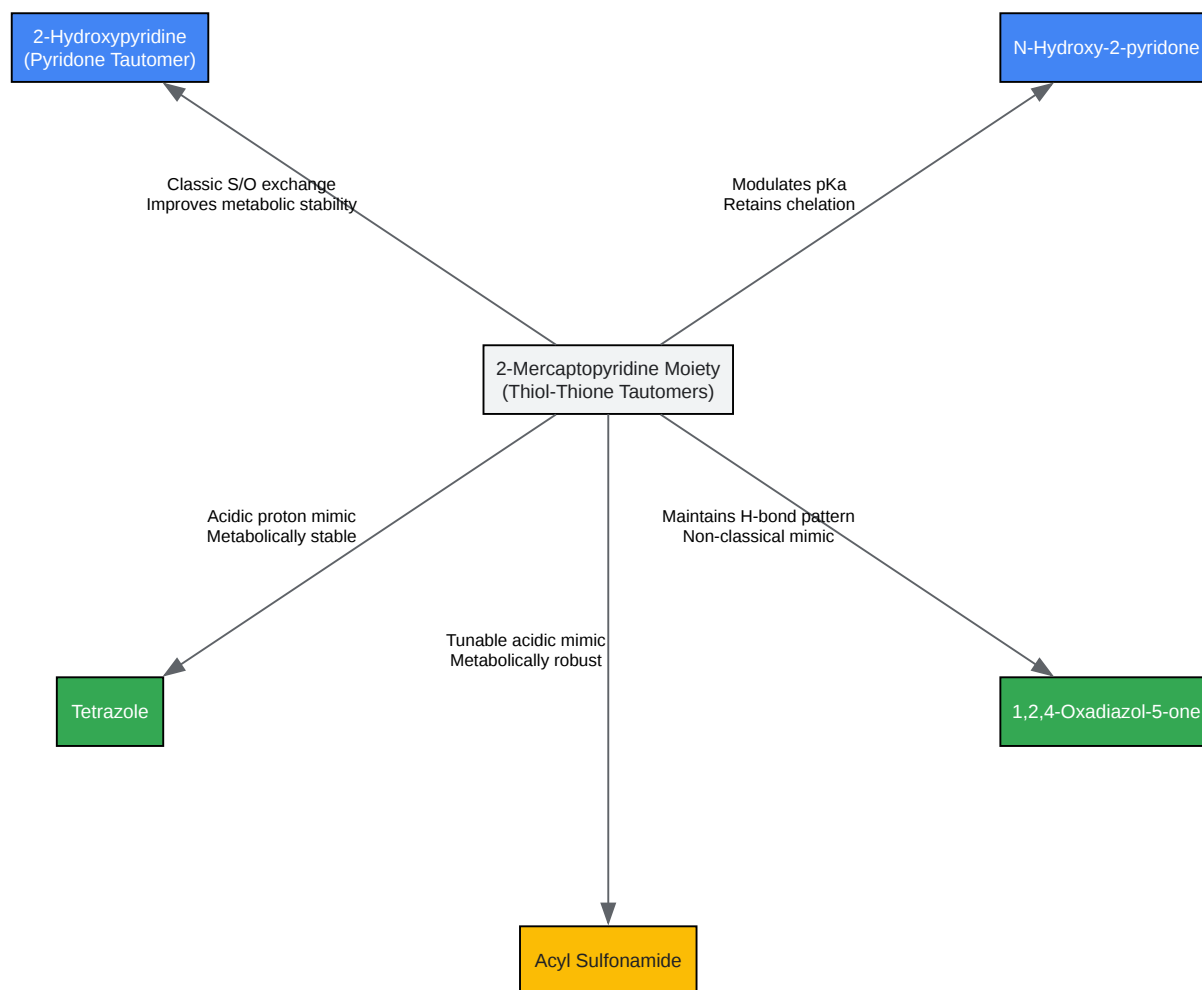 2-Hydroxypyridine
(Pyridone Tautomer)
N-Hydroxy-2-pyridone
Classic S/O exchange
Improves metabolic stability
Modulates pKa
Retains chelation
2-Mercaptopyridine Moiety
(Thiol-Thione Tautomers)
Acidic proton mimic
Metabolically stable
Maintains H-bond pattern
Non-classical mimic
Tunable acidic mimic
Metabolically robust
Tetrazole
1,2,4-Oxadiazol-5-one
Acyl Sulfonamide